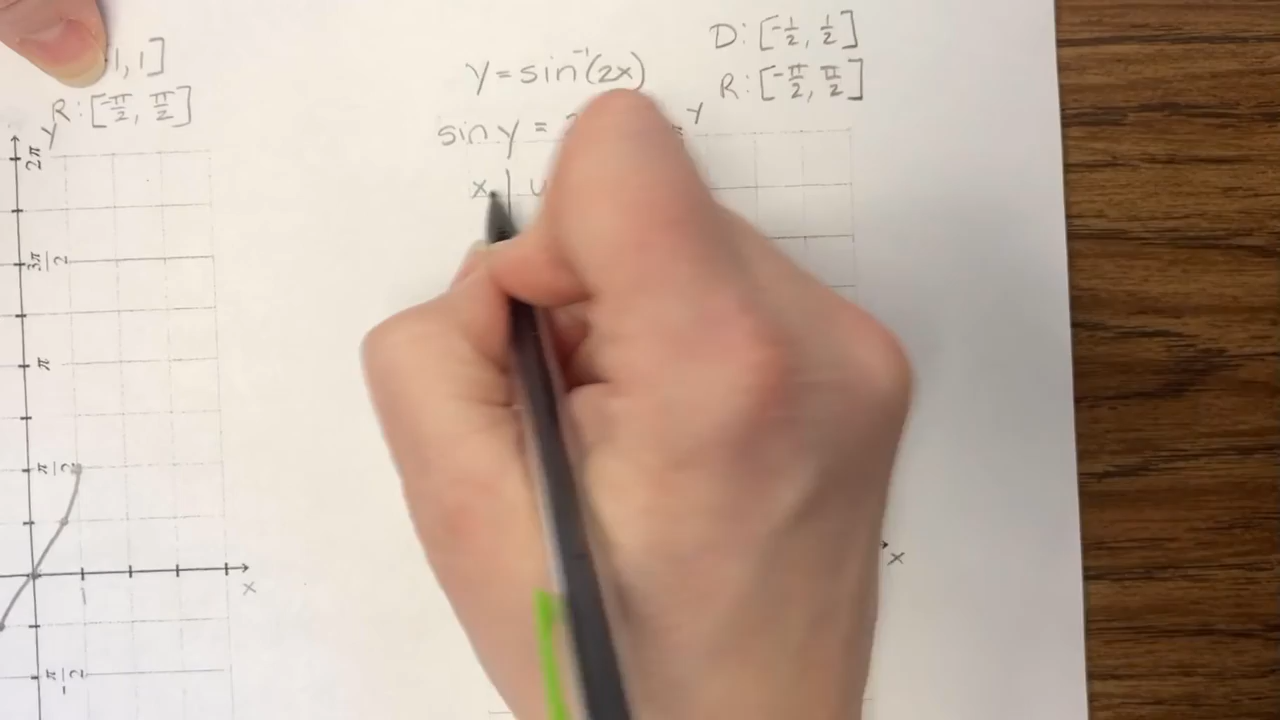 1, 1]
R: [-π/2, π/2]
y
2π
3π/2
π
π/2
x
1
-π/2
y = sin⁻¹(2x)
D: [-1/2, 1/2]
R: [-π/2, π/2]
sin y =
y
x
x